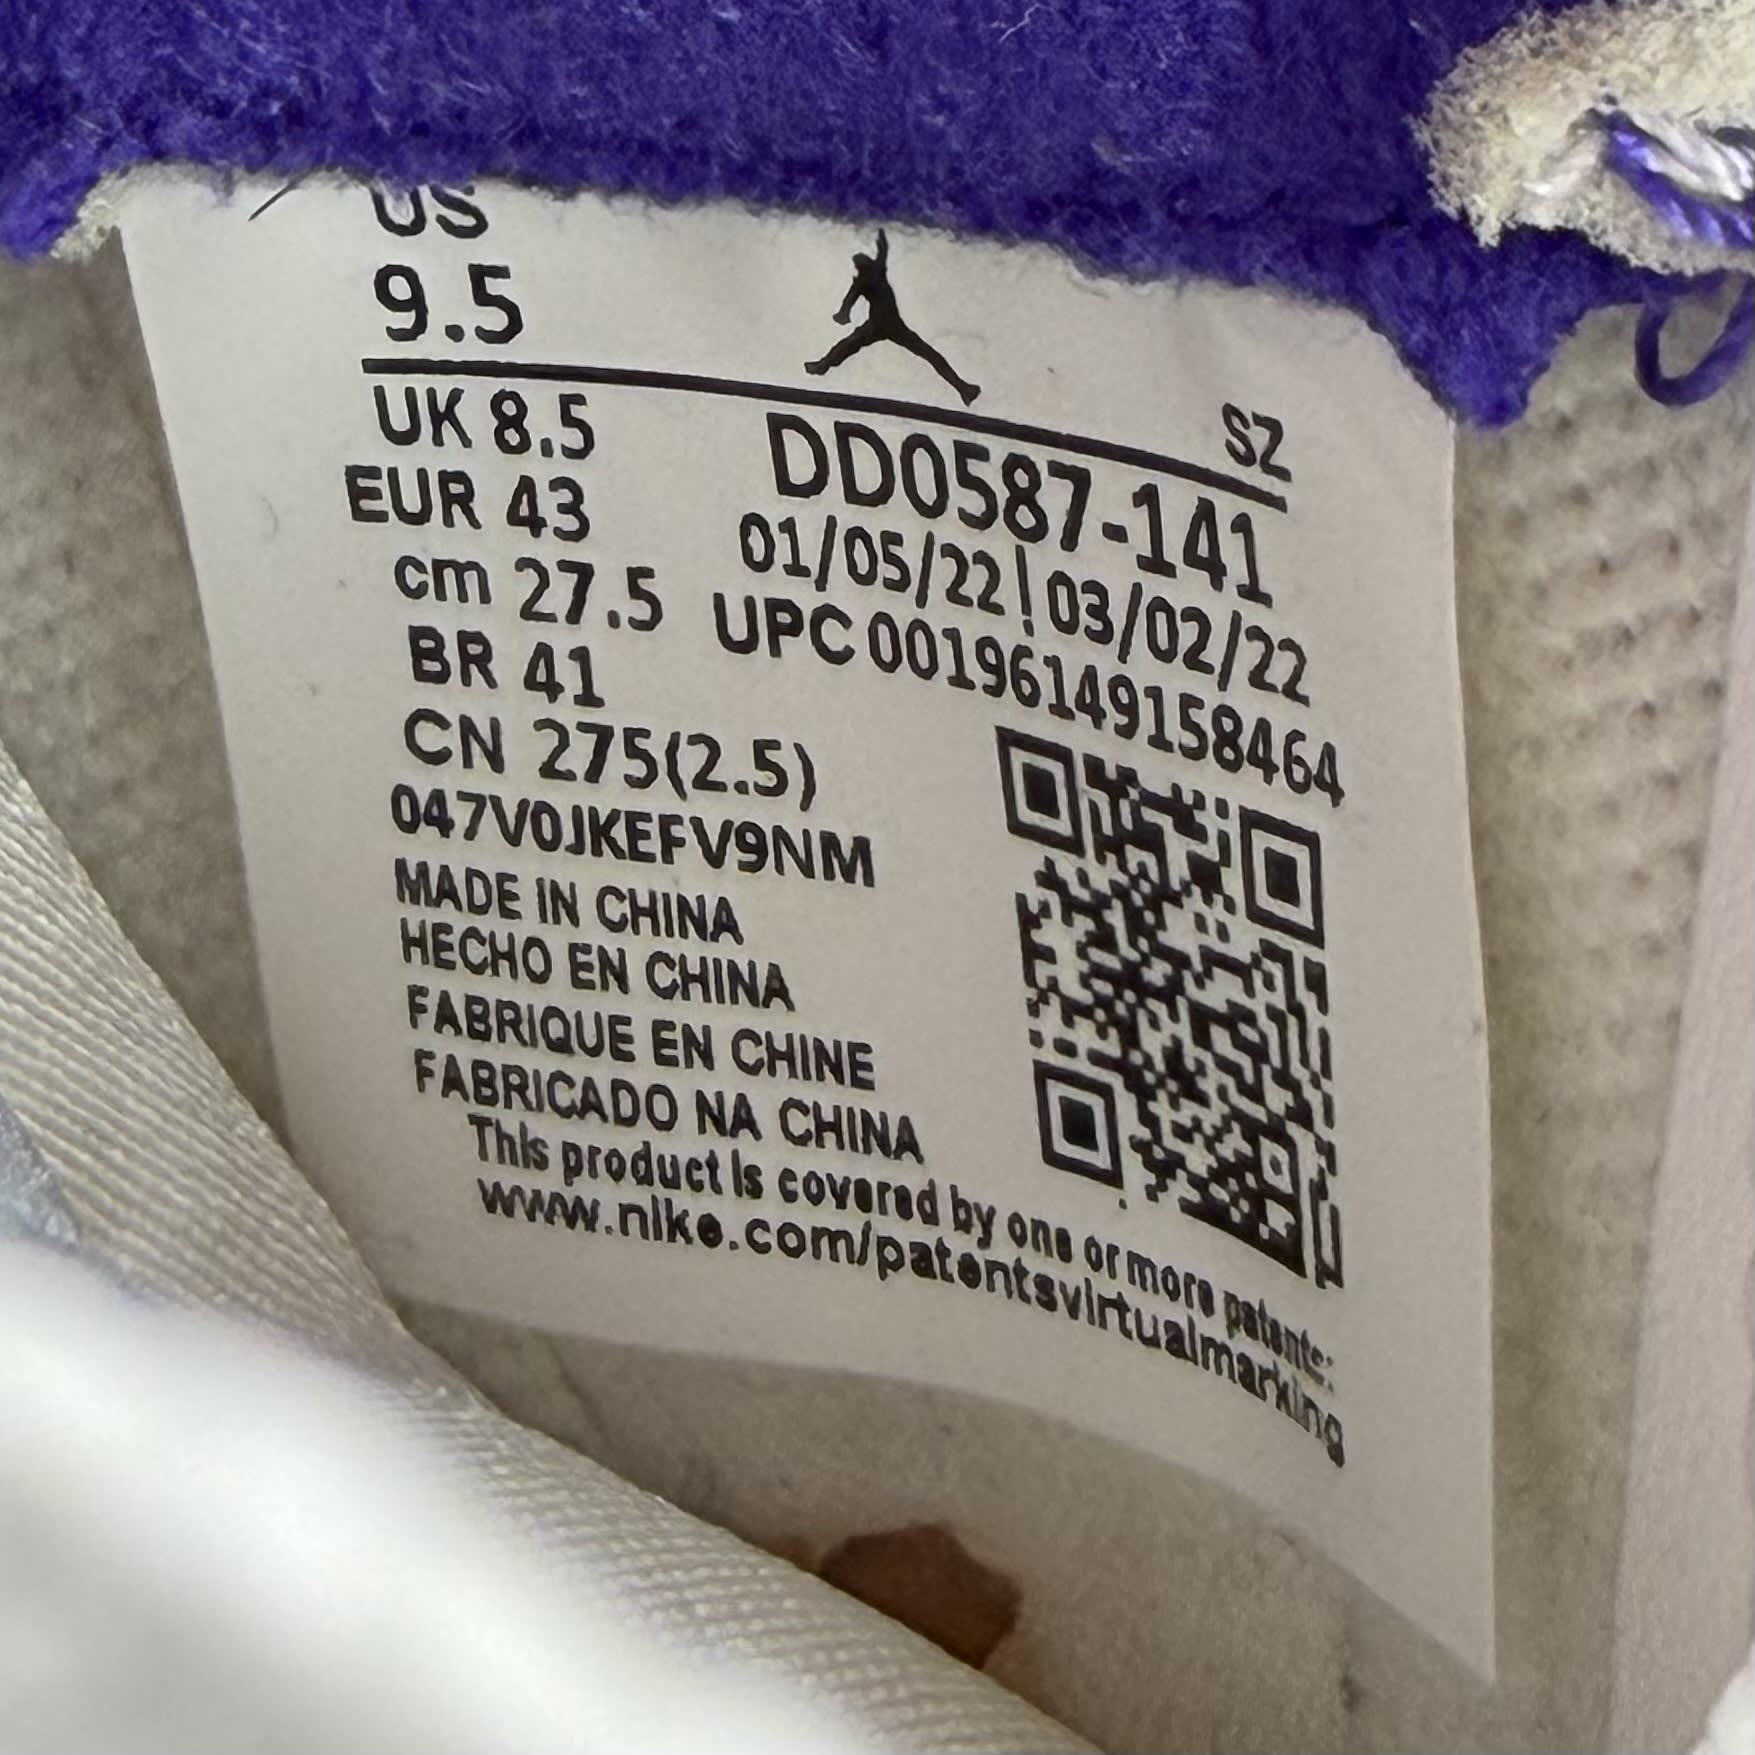 US
9.5
SZ
UK 8.5
EUR 43
cm 27.5
BR 41
CN 275(2.5)
DD0587-141
01/05/22 03/02/22
UPC 00196149158464
047V0JKEFV9NM
MADE IN CHINA
HECHO EN CHINA
FABRIQUE EN CHINE
FABRICADO NA CHINA
This product is covered by one or more patents:
www.nike.com/patentsvirtualmarking